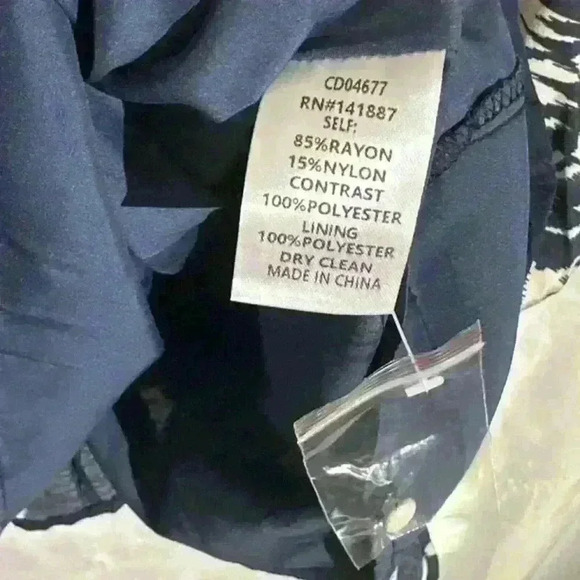 CD04677
RN#141887
SELF:
85%RAYON
15%NYLON
CONTRAST
100%POLYESTER
LINING
100%POLYESTER
DRY CLEAN
MADE IN CHINA